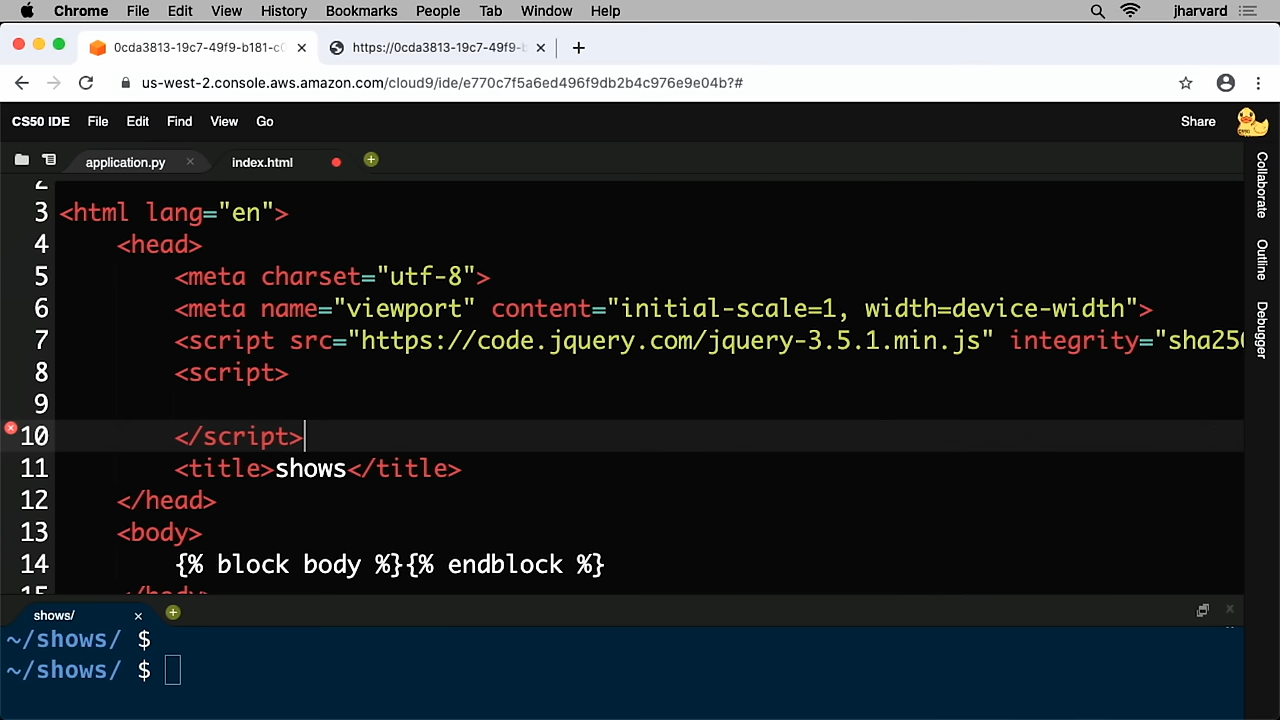 Chrome File Edit View History Bookmarks People Tab Window Help jharvard
0cda3813-19c7-49f9-b181-c https://0cda3813-19c7-49f9-b
us-west-2.console.aws.amazon.com/cloud9/ide/e770c7f5a6ed496f9db2b4c976e9e04b?#
CS50 IDE File Edit Find View Go Share
application.py index.html
2
3 <html lang="en">
4 <head>
5 <meta charset="utf-8">
6 <meta name="viewport" content="initial-scale=1, width=device-width">
7 <script src="https://code.jquery.com/jquery-3.5.1.min.js" integrity="sha256
8 <script>
9
10 </script>
11 <title>shows</title>
12 </head>
13 <body>
14 {% block body %}{% endblock %}
15 </body>
Collaborate
Outline
Debugger
shows/
~/shows/ $
~/shows/ $